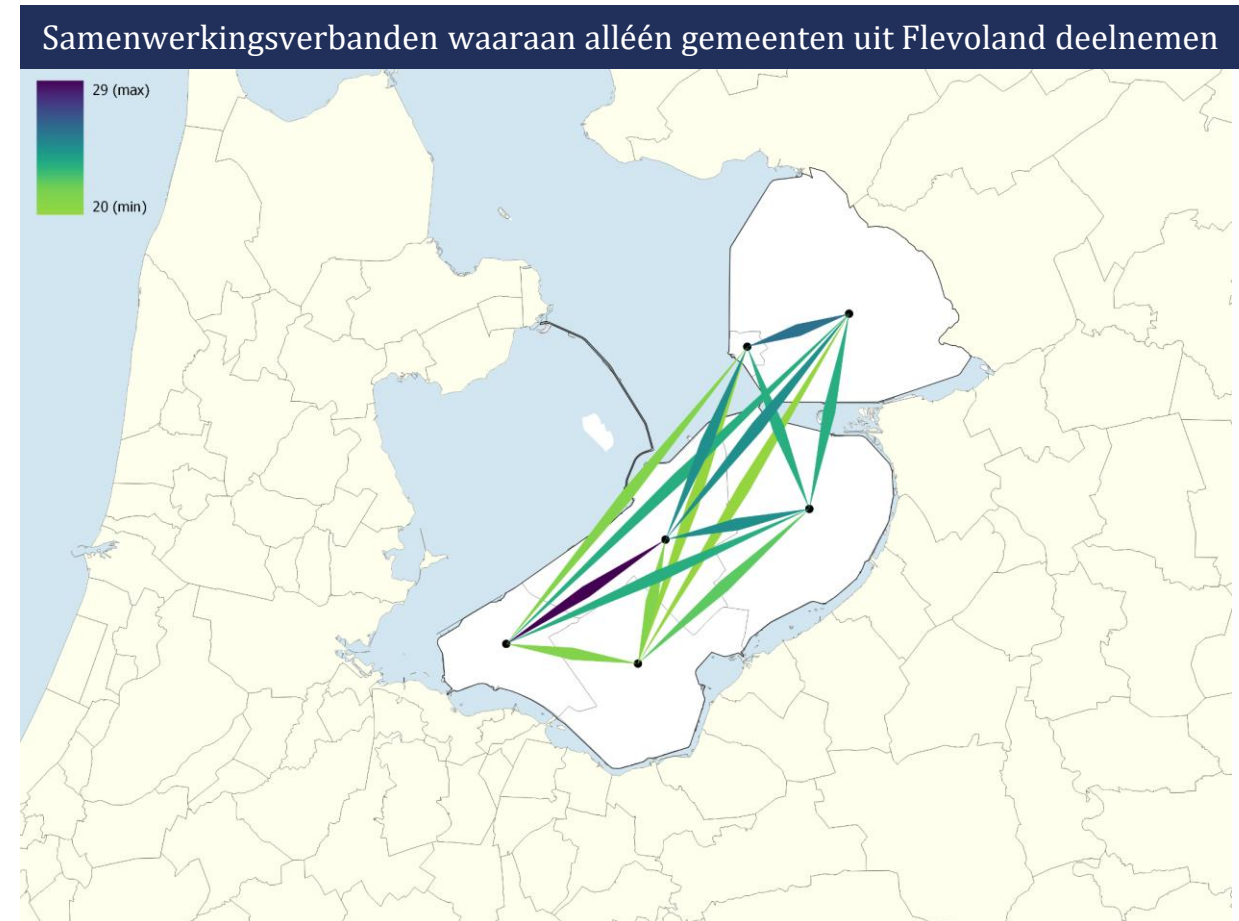 Samenwerkingsverbanden waaraan alléén gemeenten uit Flevoland deelnemen
29 (max)
20 (min)